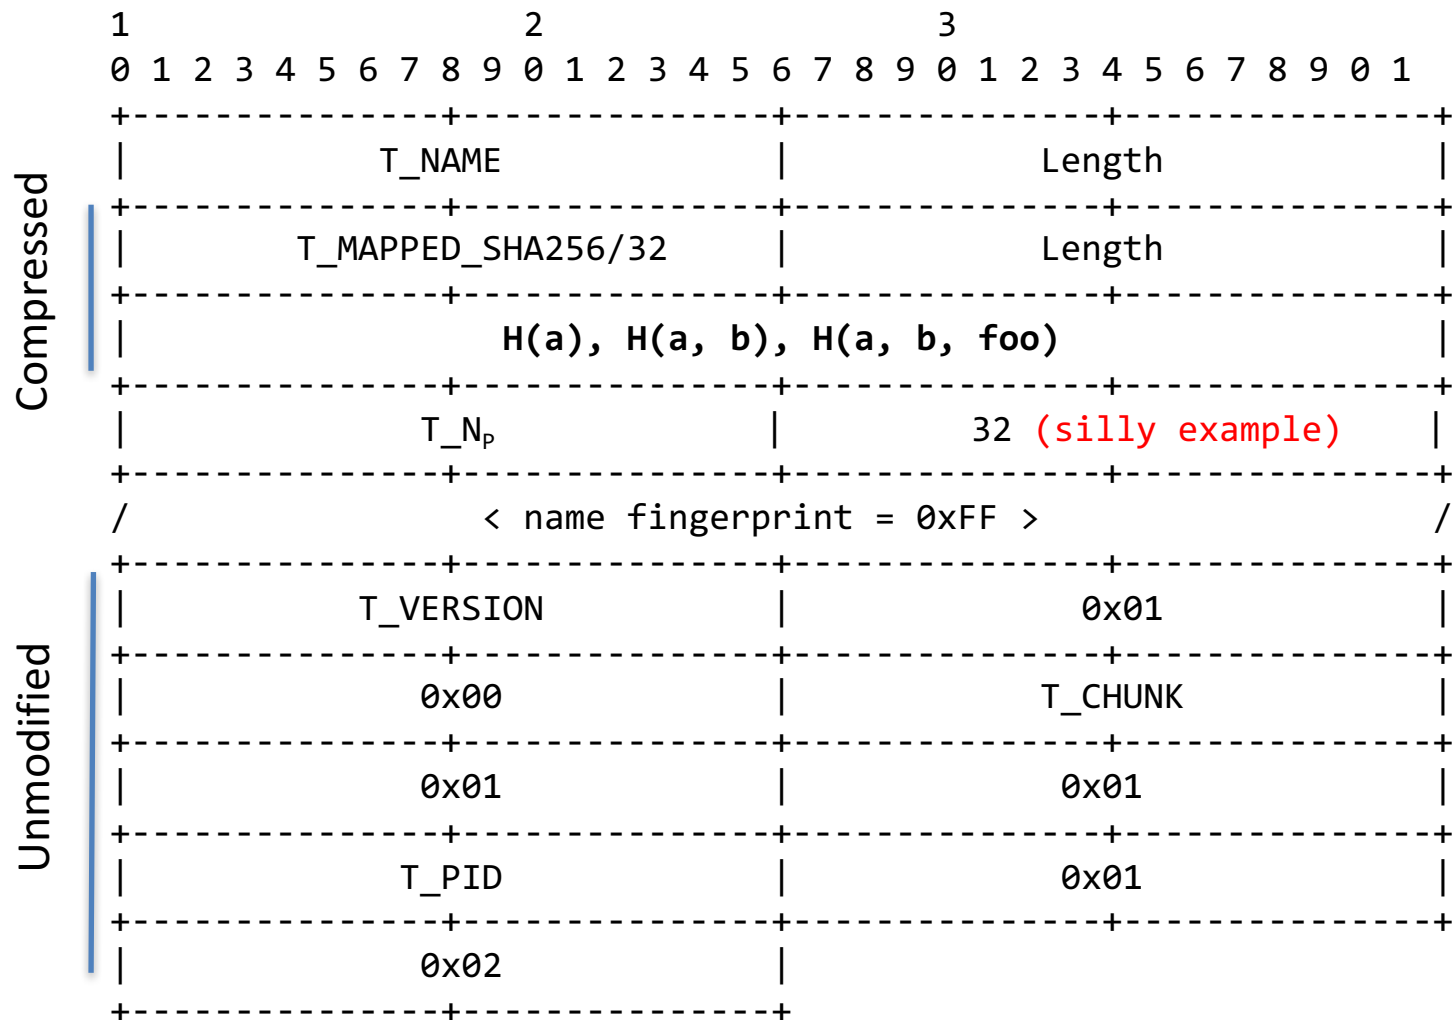 1                   2                   3
0 1 2 3 4 5 6 7 8 9 0 1 2 3 4 5 6 7 8 9 0 1 2 3 4 5 6 7 8 9 0 1
+---------------+---------------+---------------+---------------+
| T_NAME | Length |
+---------------+---------------+---------------+---------------+
| T_MAPPED_SHA256/32 | Length |
+---------------+---------------+---------------+---------------+
| H(a), H(a, b), H(a, b, foo) |
+---------------+---------------+---------------+---------------+
| T_Nₚ | 32 (silly example) |
+---------------+---------------+---------------+---------------+
/ < name fingerprint = 0xFF > /
+---------------+---------------+---------------+---------------+
| T_VERSION | 0x01 |
+---------------+---------------+---------------+---------------+
| 0x00 | T_CHUNK |
+---------------+---------------+---------------+---------------+
| 0x01 | 0x01 |
+---------------+---------------+---------------+---------------+
| T_PID | 0x01 |
+---------------+---------------+---------------+---------------+
| 0x02 |
+---------------+---------------+
Compressed
Unmodified